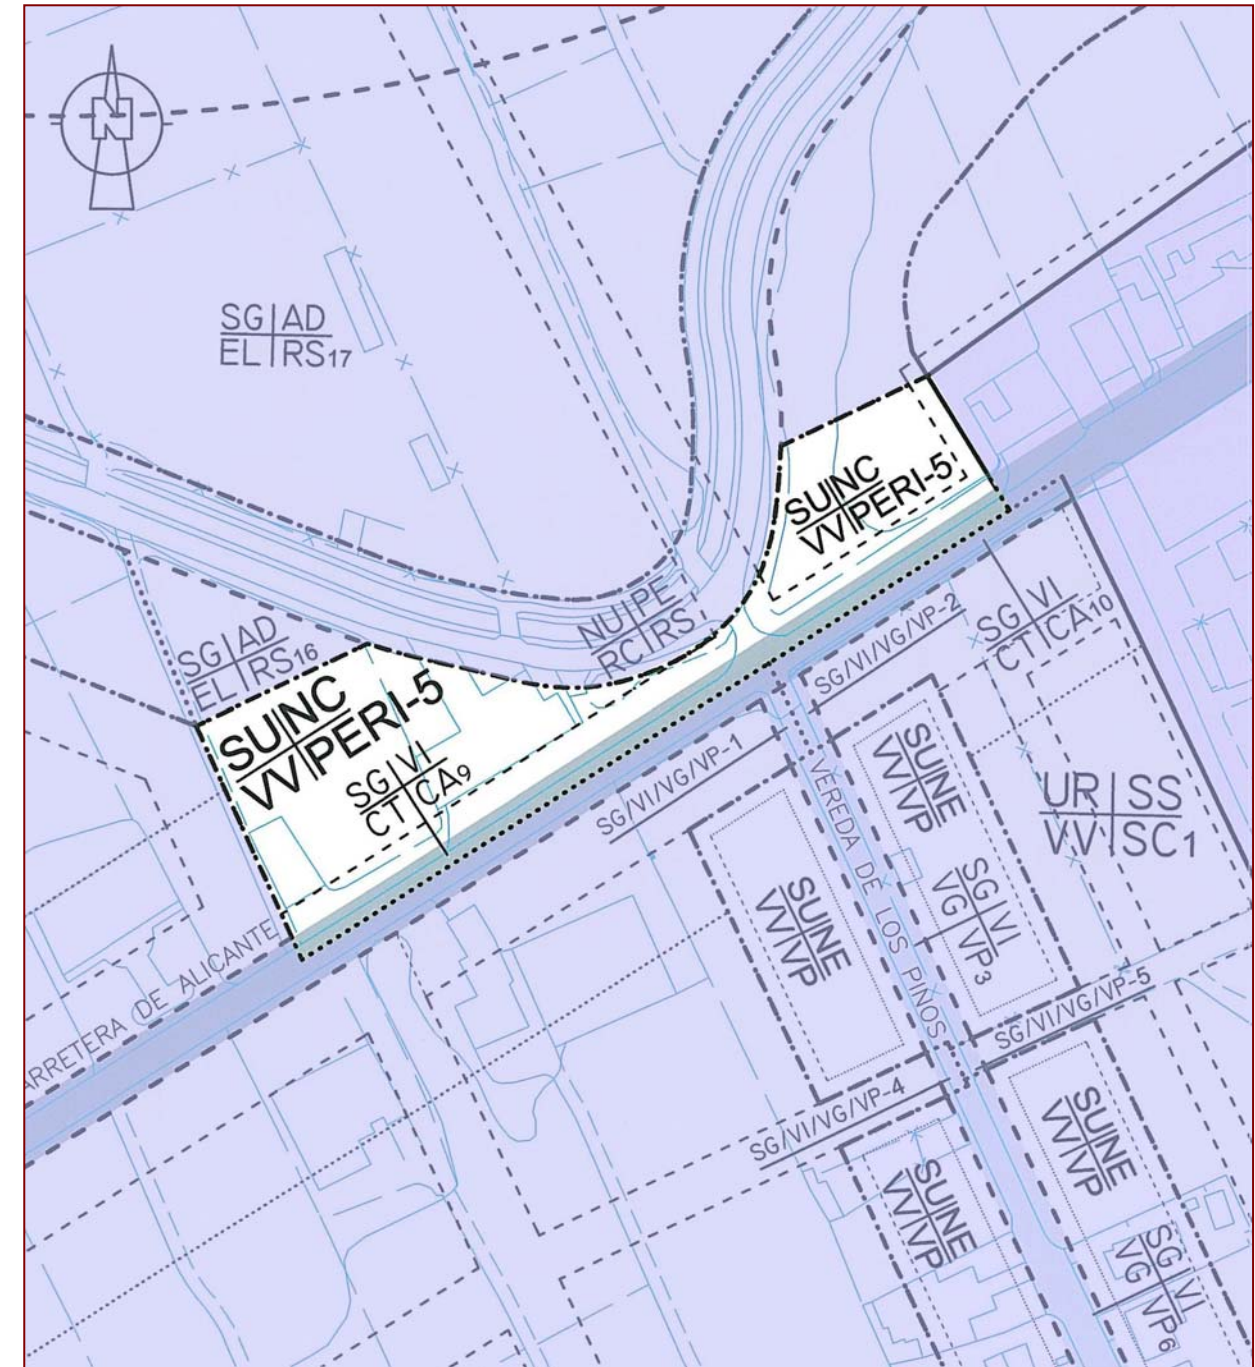 N
SG|AD
EL|RS17
SU|NC
VV|PERI-5
NU|PE
RC|RS
SG|AD
EL|RS16
SU|NC
VV|PERI-5
SG|VI
CT|CA9
SG/VI/VG/VP-2
SG|VI
CT|CA10
SG/VI/VG/VP-1
VEREDA DE LOS PINOS
SU|NE
VV|VP
UR|SS
VV|SC1
SU|NE
VV|VP
SG|VI
VG|VP3
ARRETERA DE ALICANTE
SG/VI/VG/VP-5
SG/VI/VG/VP-4
SU|NE
VV|VP
SU|NE
VV|VP
SG|VI
VG|VP6